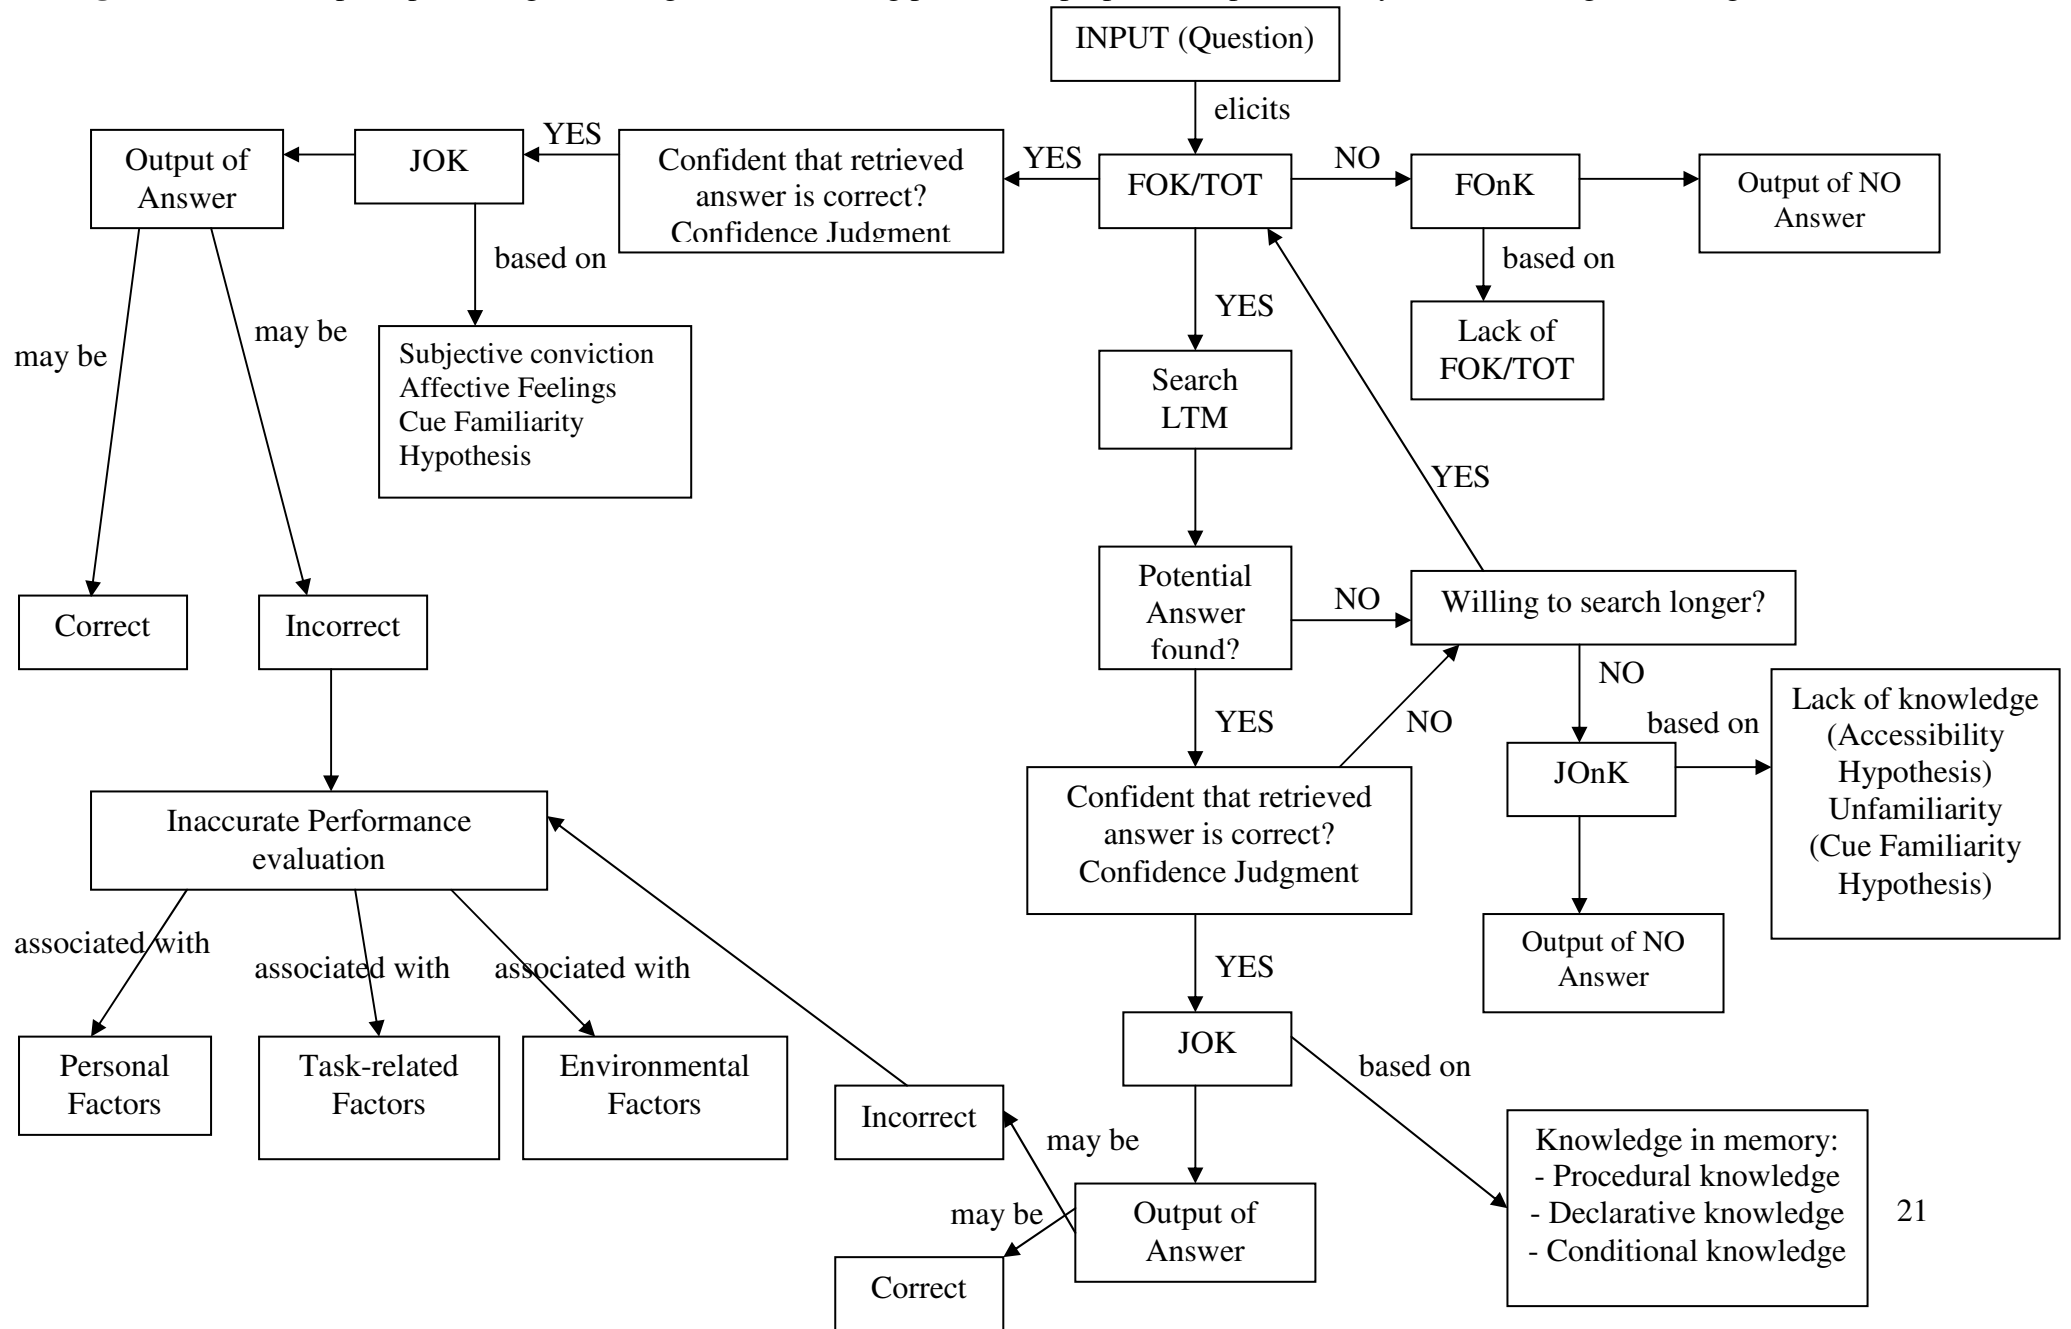 INPUT (Question)
elicits
Output of
Answer
JOK
YES
Confident that retrieved
answer is correct?
Confidence Judgment
YES
FOK/TOT
NO
FOnK
Output of NO
Answer
based on
based on
may be
may be
Subjective conviction
Affective Feelings
Cue Familiarity
Hypothesis
YES
Search
LTM
Lack of
FOK/TOT
YES
Potential
Answer
found?
NO
Willing to search longer?
Correct
Incorrect
YES
NO
NO
based on
Lack of knowledge
(Accessibility
Hypothesis)
Unfamiliarity
(Cue Familiarity
Hypothesis)
JOnK
Inaccurate Performance
evaluation
Confident that retrieved
answer is correct?
Confidence Judgment
associated with
associated with
associated with
YES
Output of NO
Answer
Personal
Factors
Task-related
Factors
Environmental
Factors
JOK
based on
Incorrect
may be
Knowledge in memory:
- Procedural knowledge
- Declarative knowledge
- Conditional knowledge
may be
Output of
Answer
21
Correct